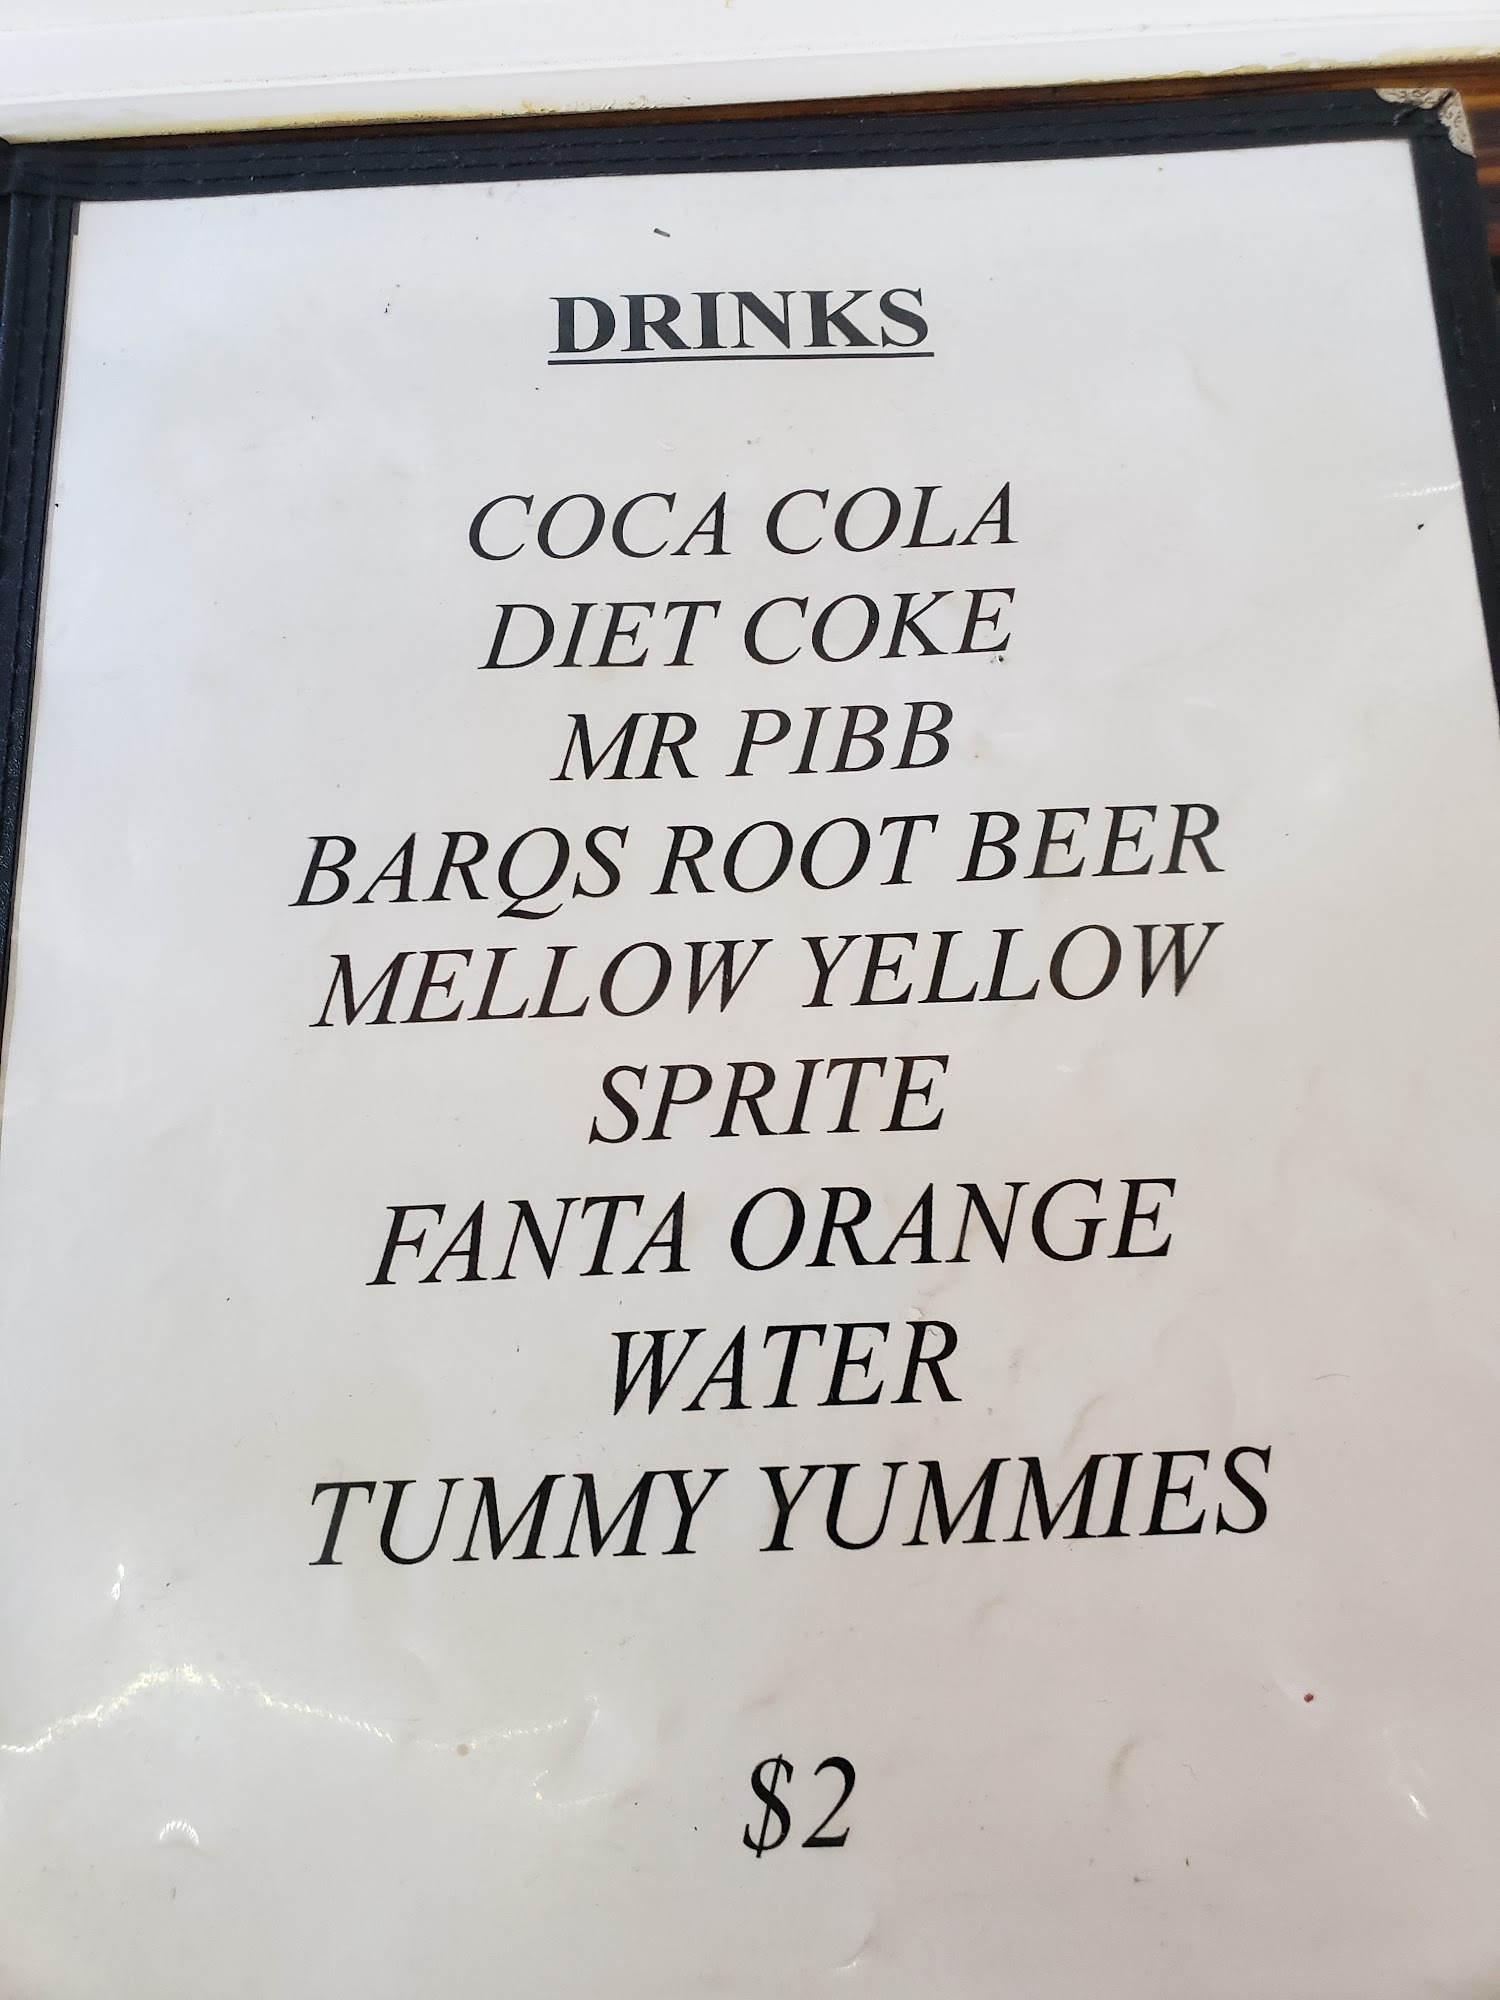 DRINKS
COCA COLA
DIET COKE
MR PIBB
BARQS ROOT BEER
MELLOW YELLOW
SPRITE
FANTA ORANGE
WATER
TUMMY YUMMIES
$2